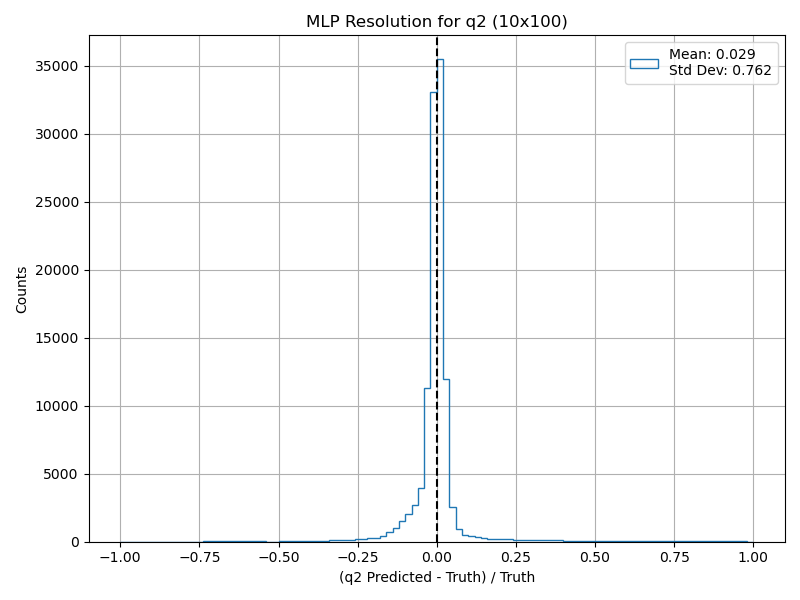 MLP Resolution for q2 (10x100)
Mean: 0.029
Std Dev: 0.762
Counts
35000
30000
25000
20000
15000
10000
5000
0
−1.00 −0.75 −0.50 −0.25 0.00 0.25 0.50 0.75 1.00
(q2 Predicted - Truth) / Truth